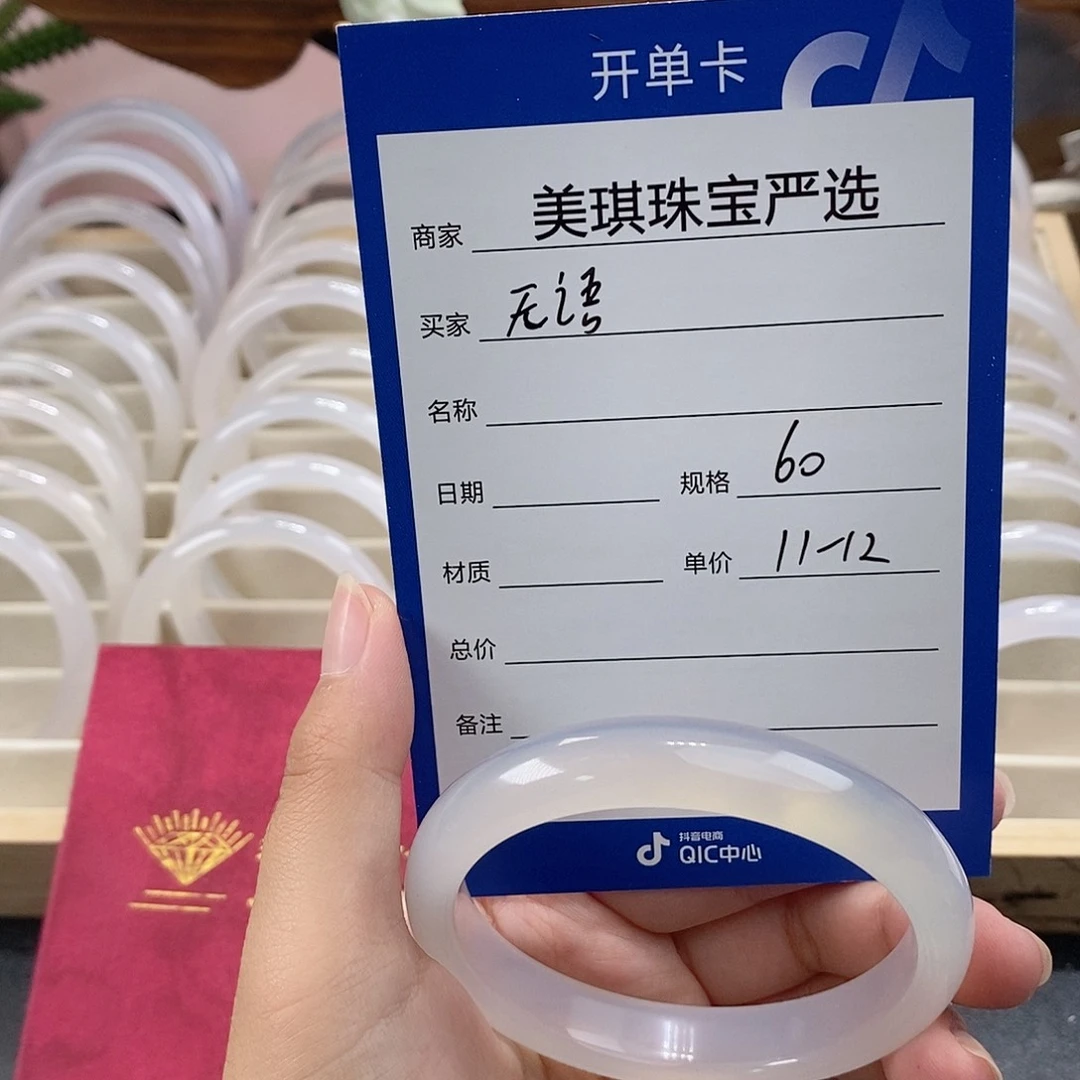 开单卡
商家 美琪珠宝严选
买家 无语
名称
日期 规格 60
材质 单价 11-12
总价
备注
抖音电商
QIC中心